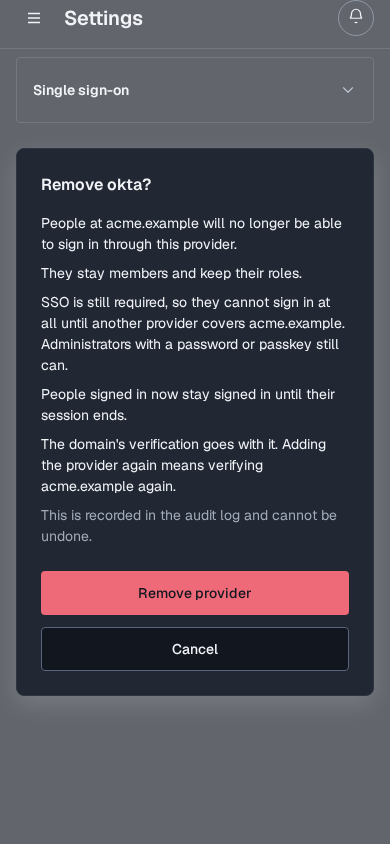 Settings
Single sign-on
Remove okta?
People at acme.example will no longer be able
to sign in through this provider.
They stay members and keep their roles.
SSO is still required, so they cannot sign in at
all until another provider covers acme.example.
Administrators with a password or passkey still
can.
People signed in now stay signed in until their
session ends.
The domain's verification goes with it. Adding
the provider again means verifying
acme.example again.
This is recorded in the audit log and cannot be
undone.
Remove provider
Cancel